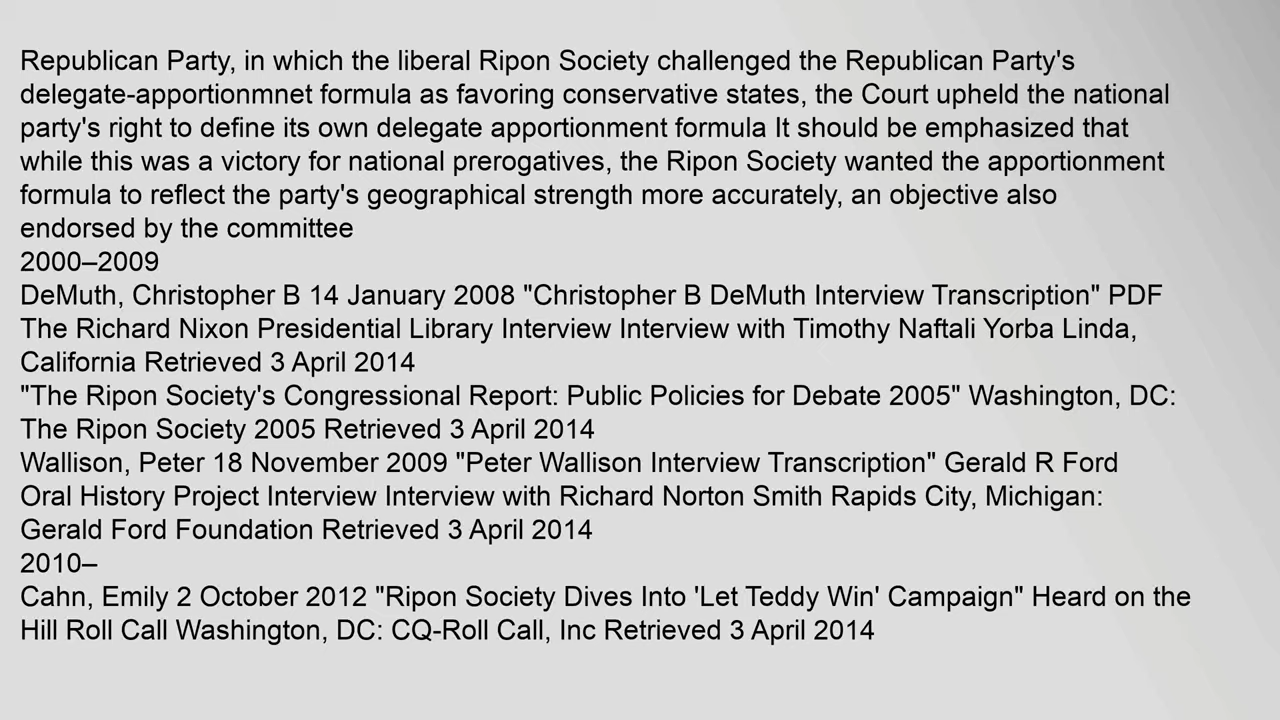 Republican Party, in which the liberal Ripon Society challenged the Republican Party's
delegate-apportionmnet formula as favoring conservative states, the Court upheld the national
party's right to define its own delegate apportionment formula It should be emphasized that
while this was a victory for national prerogatives, the Ripon Society wanted the apportionment
formula to reflect the party's geographical strength more accurately, an objective also
endorsed by the committee
2000–2009
DeMuth, Christopher B 14 January 2008 "Christopher B DeMuth Interview Transcription" PDF
The Richard Nixon Presidential Library Interview Interview with Timothy Naftali Yorba Linda,
California Retrieved 3 April 2014
"The Ripon Society's Congressional Report: Public Policies for Debate 2005" Washington, DC:
The Ripon Society 2005 Retrieved 3 April 2014
Wallison, Peter 18 November 2009 "Peter Wallison Interview Transcription" Gerald R Ford
Oral History Project Interview Interview with Richard Norton Smith Rapids City, Michigan:
Gerald Ford Foundation Retrieved 3 April 2014
2010–
Cahn, Emily 2 October 2012 "Ripon Society Dives Into 'Let Teddy Win' Campaign" Heard on the
Hill Roll Call Washington, DC: CQ-Roll Call, Inc Retrieved 3 April 2014